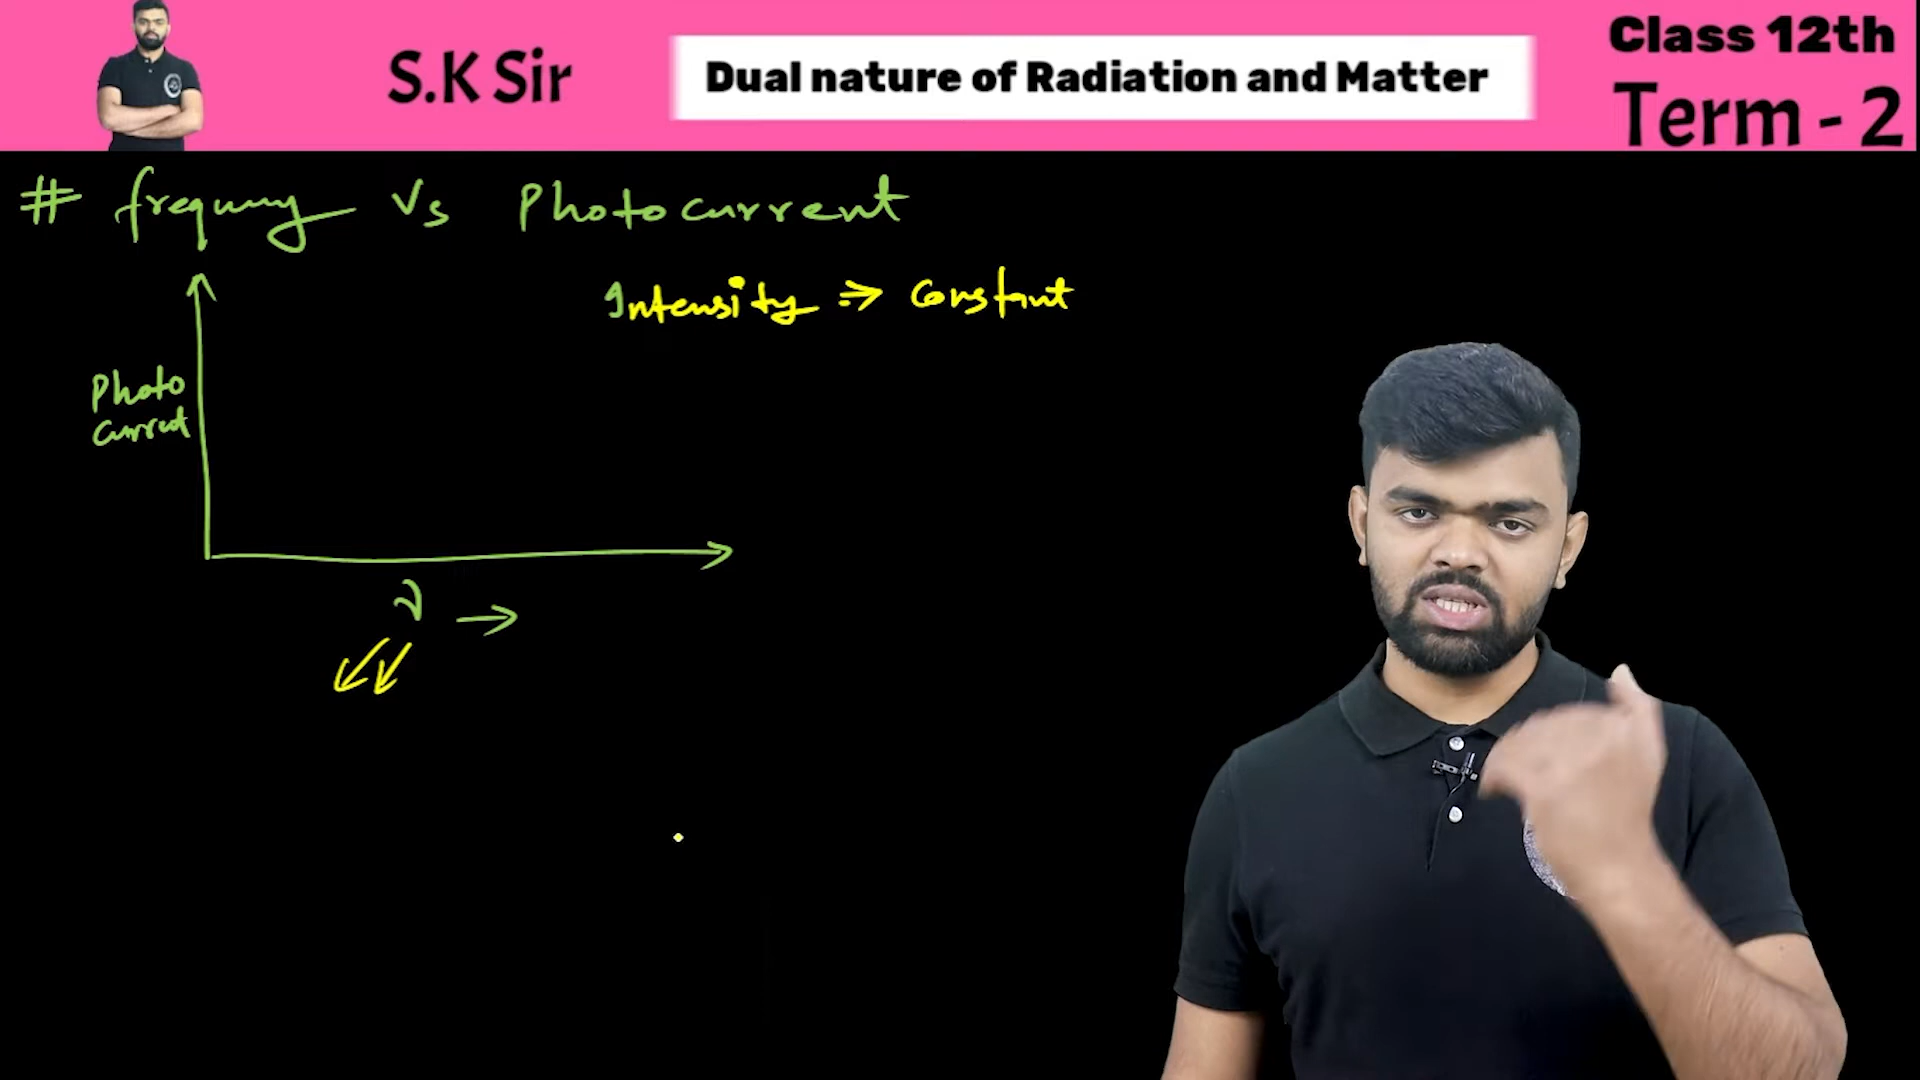 S.K Sir
Dual nature of Radiation and Matter
Class 12th
Term - 2
# frequency Vs Photocurrent
Intensity ⇒ Constant
Photo
Current
ν →